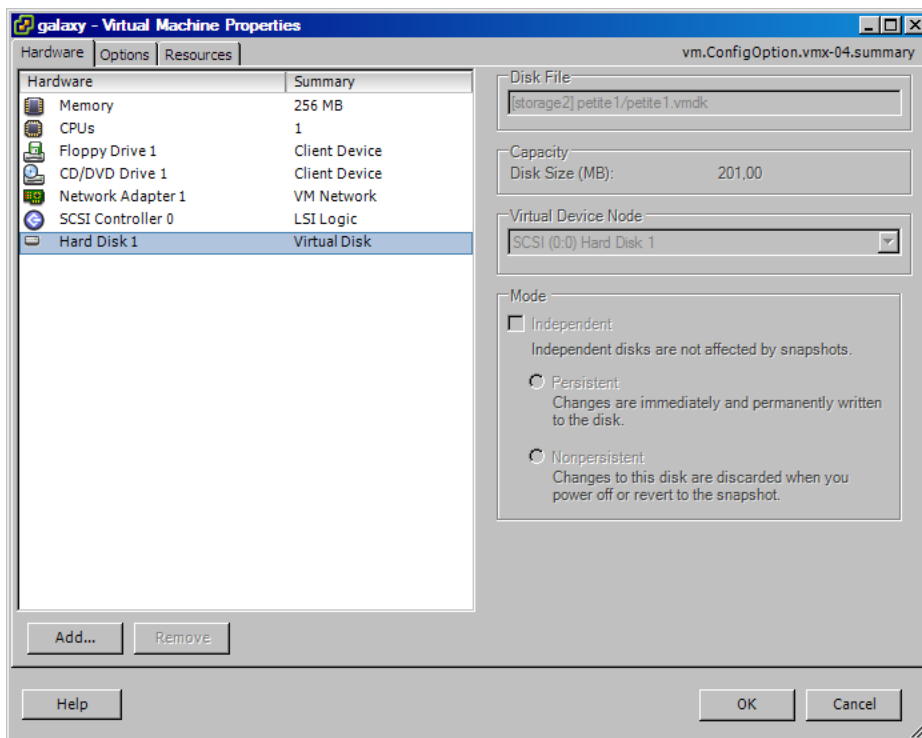 galaxy - Virtual Machine Properties
Hardware Options Resources vm.ConfigOption.vmx-04.summary
Hardware Summary
Memory 256 MB
CPUs 1
Floppy Drive 1 Client Device
CD/DVD Drive 1 Client Device
Network Adapter 1 VM Network
SCSI Controller 0 LSI Logic
Hard Disk 1 Virtual Disk
Disk File
[storage2] petite1/petite1.vmdk
Capacity
Disk Size (MB): 201,00
Virtual Device Node
SCSI (0:0) Hard Disk 1
Mode
Independent
Independent disks are not affected by snapshots.
Persistent
Changes are immediately and permanently written
to the disk.
Nonpersistent
Changes to this disk are discarded when you
power off or revert to the snapshot.
Add... Remove
Help OK Cancel